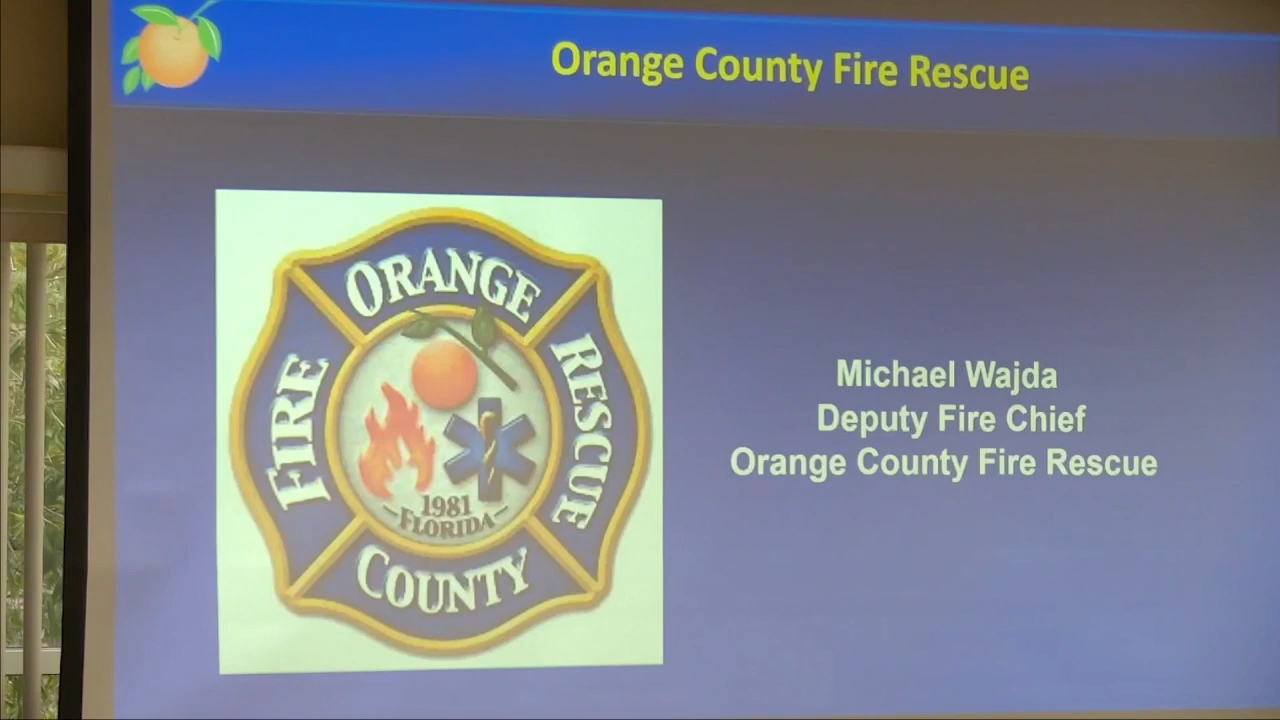 Orange County Fire Rescue
ORANGE
FIRE
RESCUE
1981
FLORIDA
COUNTY
Michael Wajda
Deputy Fire Chief
Orange County Fire Rescue